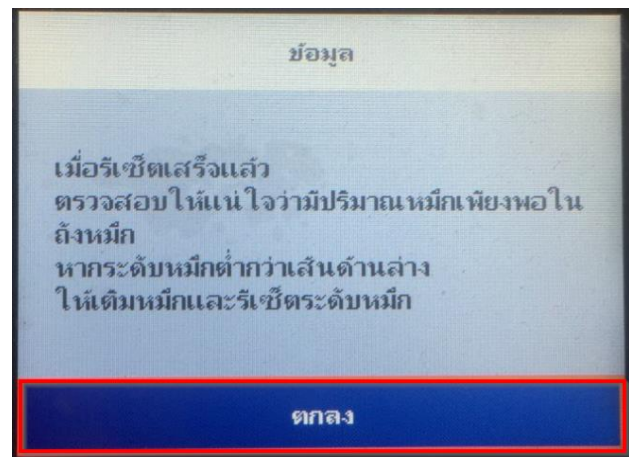 ข้อมูล
เมื่อรีเซ็ตเสร็จแล้ว
ตรวจสอบให้แน่ใจว่ามีปริมาณหมึกเพียงพอใน
ถังหมึก
หากระดับหมึกต่ำกว่าเส้นด้านล่าง
ให้เติมหมึกและรีเซ็ตระดับหมึก
ตกลง